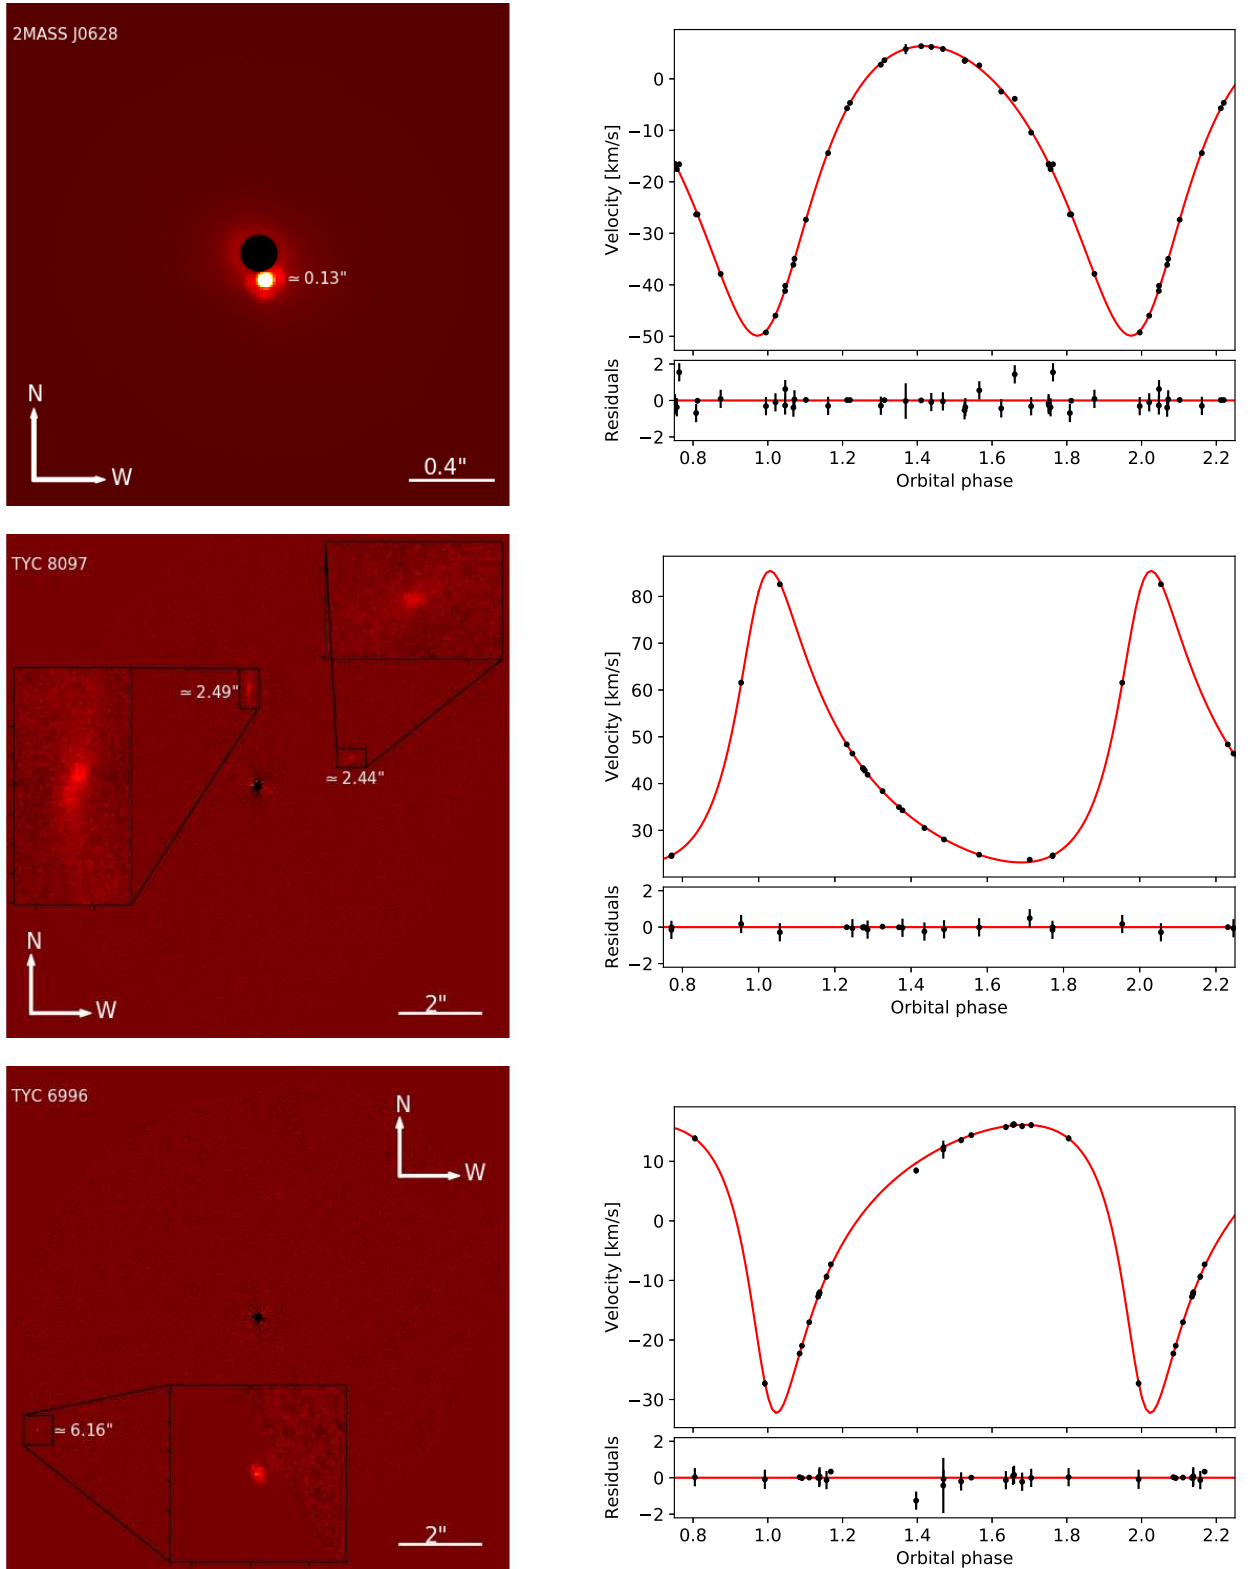 2MASS J0628
≃ 0.13"
N
W
0.4"
Velocity [km/s]
0
−10
−20
−30
−40
−50
Residuals
2
0
−2
0.8 1.0 1.2 1.4 1.6 1.8 2.0 2.2
Orbital phase
TYC 8097
≃ 2.49"
≃ 2.44"
N
W
2"
Velocity [km/s]
80
70
60
50
40
30
Residuals
2
0
−2
0.8 1.0 1.2 1.4 1.6 1.8 2.0 2.2
Orbital phase
TYC 6996
N
W
≃ 6.16"
2"
Velocity [km/s]
10
0
−10
−20
−30
Residuals
2
0
−2
0.8 1.0 1.2 1.4 1.6 1.8 2.0 2.2
Orbital phase